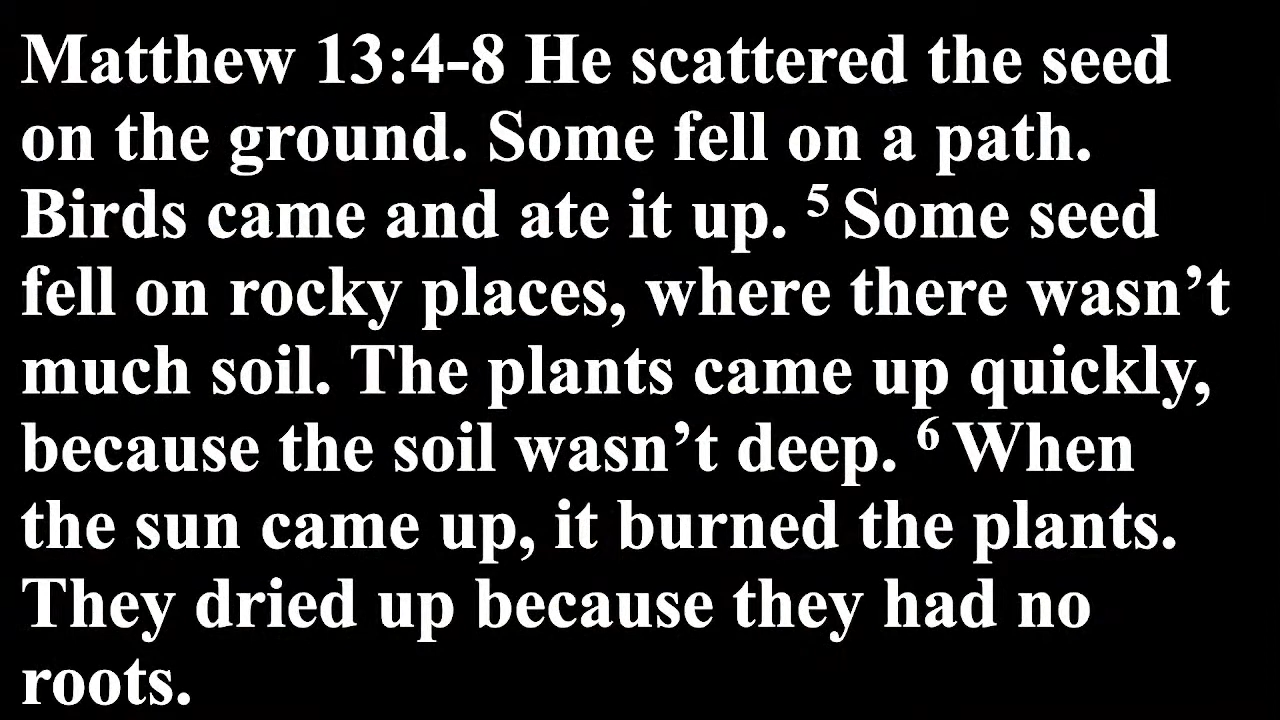 Matthew 13:4-8 He scattered the seed
on the ground. Some fell on a path.
Birds came and ate it up. ⁵ Some seed
fell on rocky places, where there wasn’t
much soil. The plants came up quickly,
because the soil wasn’t deep. ⁶ When
the sun came up, it burned the plants.
They dried up because they had no
roots.